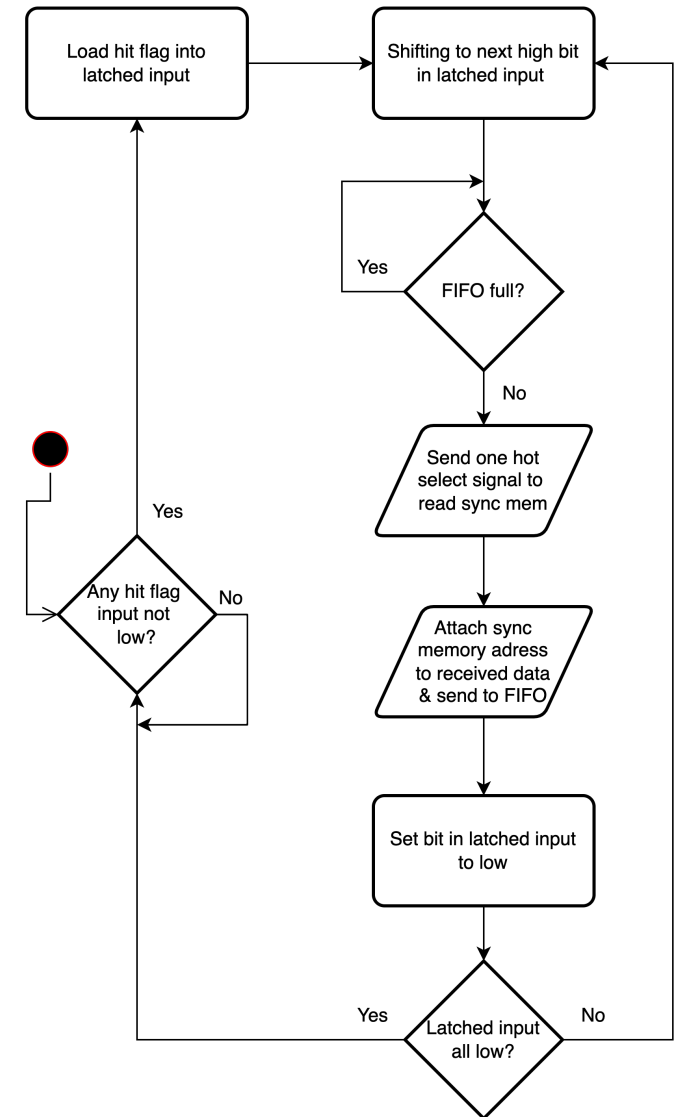 Load hit flag into
latched input
Shifting to next high bit
in latched input
Yes
FIFO full?
No
Send one hot
select signal to
read sync mem
Yes
Any hit flag
input not
low?
No
Attach sync
memory adress
to received data
& send to FIFO
Set bit in latched input
to low
Yes
Latched input
all low?
No